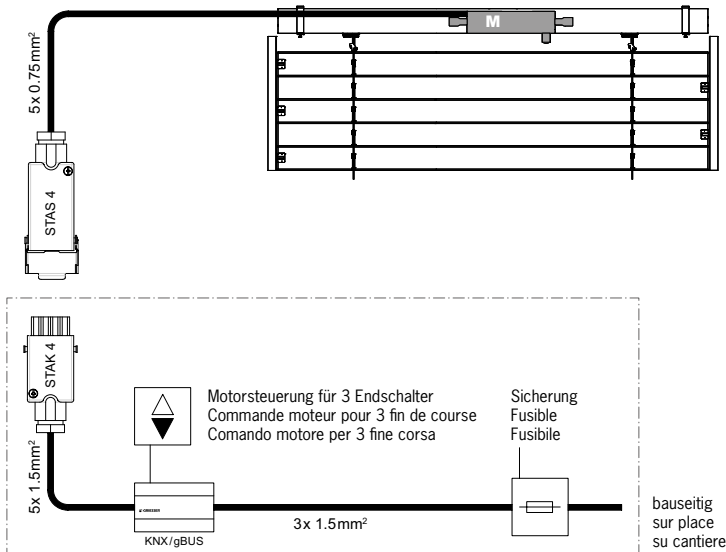 M
5x 0.75mm²
STAS 4
STAK 4
Motorsteuerung für 3 Endschalter
Commande moteur pour 3 fin de course
Comando motore per 3 fine corsa
Sicherung
Fusible
Fusibile
5x 1.5mm²
GRIESSER
KNX/gBUS
3x 1.5mm²
bauseitig
sur place
su cantiere